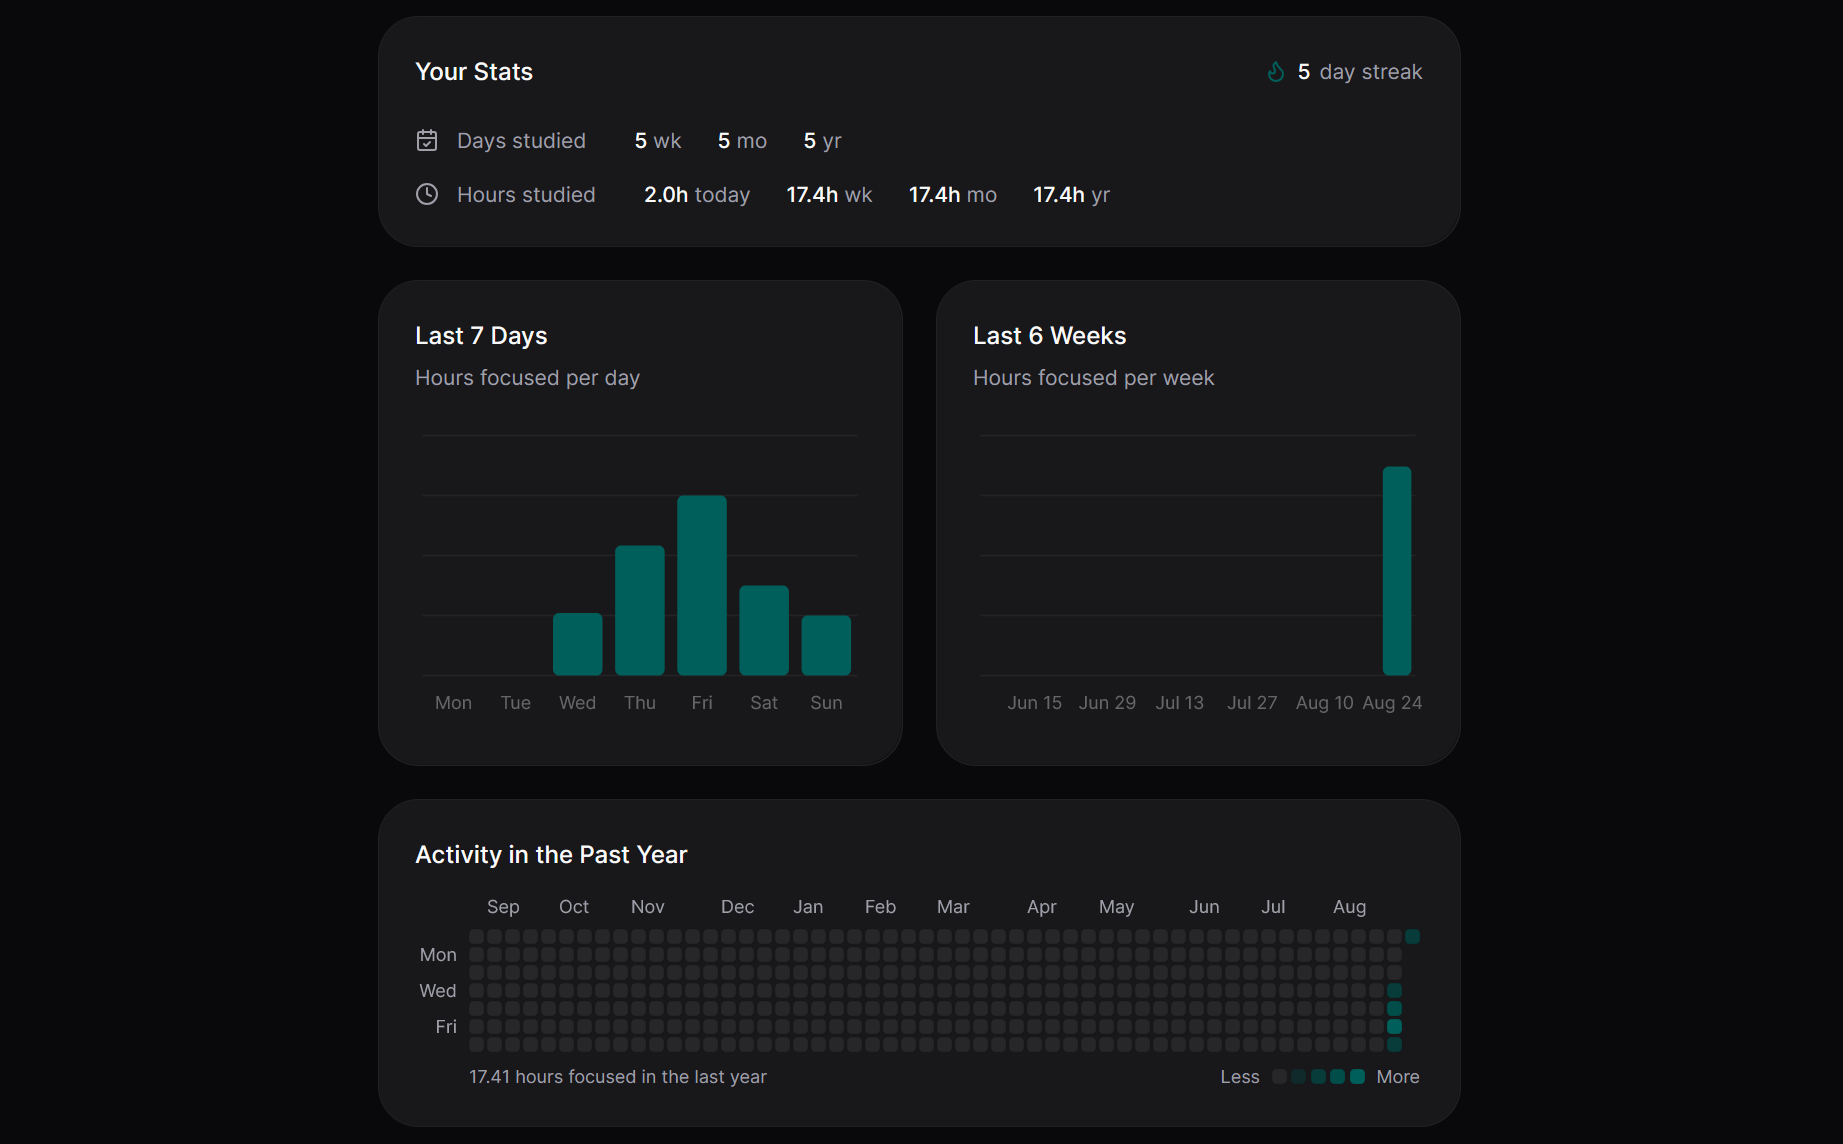 Your Stats
5 day streak
Days studied 5 wk 5 mo 5 yr
Hours studied 2.0h today 17.4h wk 17.4h mo 17.4h yr
Last 7 Days
Hours focused per day
Mon Tue Wed Thu Fri Sat Sun
Last 6 Weeks
Hours focused per week
Jun 15 Jun 29 Jul 13 Jul 27 Aug 10 Aug 24
Activity in the Past Year
Sep Oct Nov Dec Jan Feb Mar Apr May Jun Jul Aug
Mon
Wed
Fri
17.41 hours focused in the last year
Less More